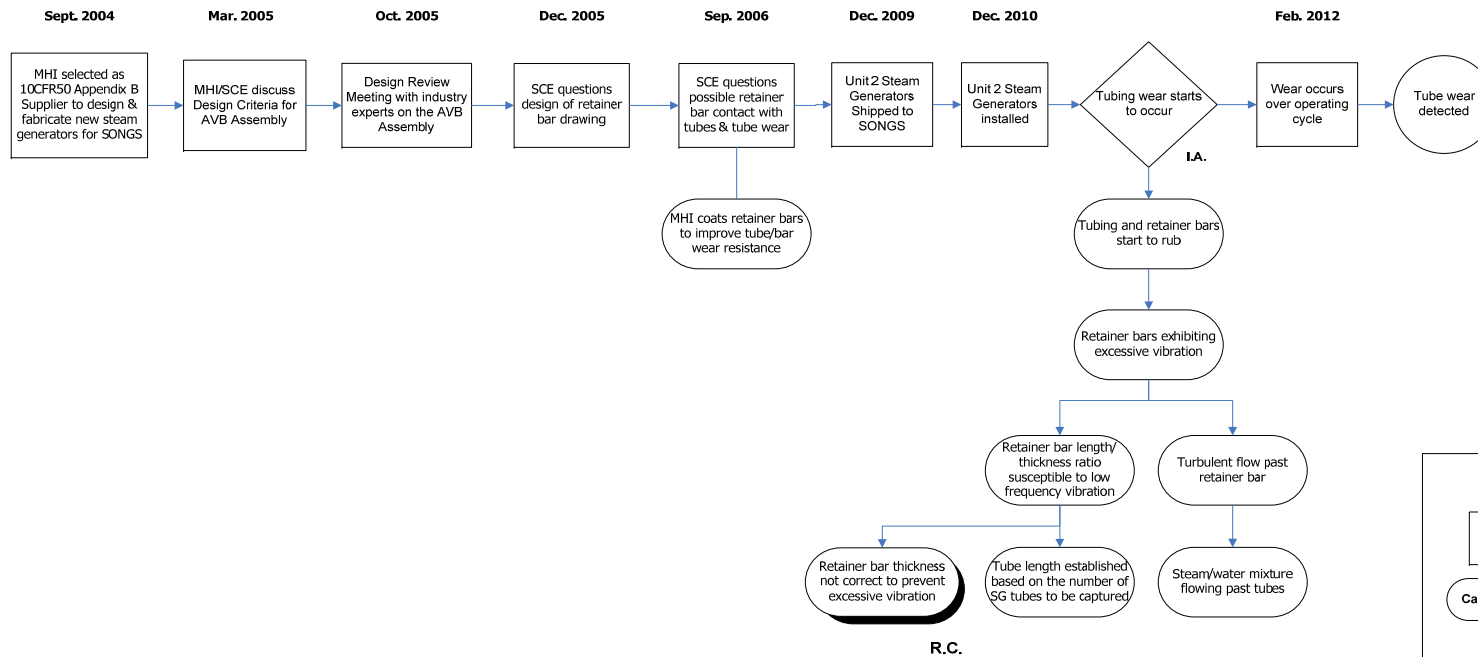 Sept. 2004
Mar. 2005
Oct. 2005
Dec. 2005
Sep. 2006
Dec. 2009
Dec. 2010
Feb. 2012
MHI selected as
10CFR50 Appendix B
Supplier to design &
fabricate new steam
generators for SONGS
MHI/SCE discuss
Design Criteria for
AVB Assembly
Design Review
Meeting with industry
experts on the AVB
Assembly
SCE questions
design of retainer
bar drawing
SCE questions
possible retainer
bar contact with
tubes & tube wear
Unit 2 Steam
Generators
Shipped to
SONGS
Unit 2 Steam
Generators
installed
Tubing wear starts
to occur
I.A.
Wear occurs
over operating
cycle
Tube wear
detected
MHI coats retainer bars
to improve tube/bar
wear resistance
Tubing and retainer bars
start to rub
Retainer bars exhibiting
excessive vibration
Retainer bar length/
thickness ratio
susceptible to low
frequency vibration
Turbulent flow past
retainer bar
Retainer bar thickness
not correct to prevent
excessive vibration
Tube length established
based on the number of
SG tubes to be captured
Steam/water mixture
flowing past tubes
R.C.
Ca